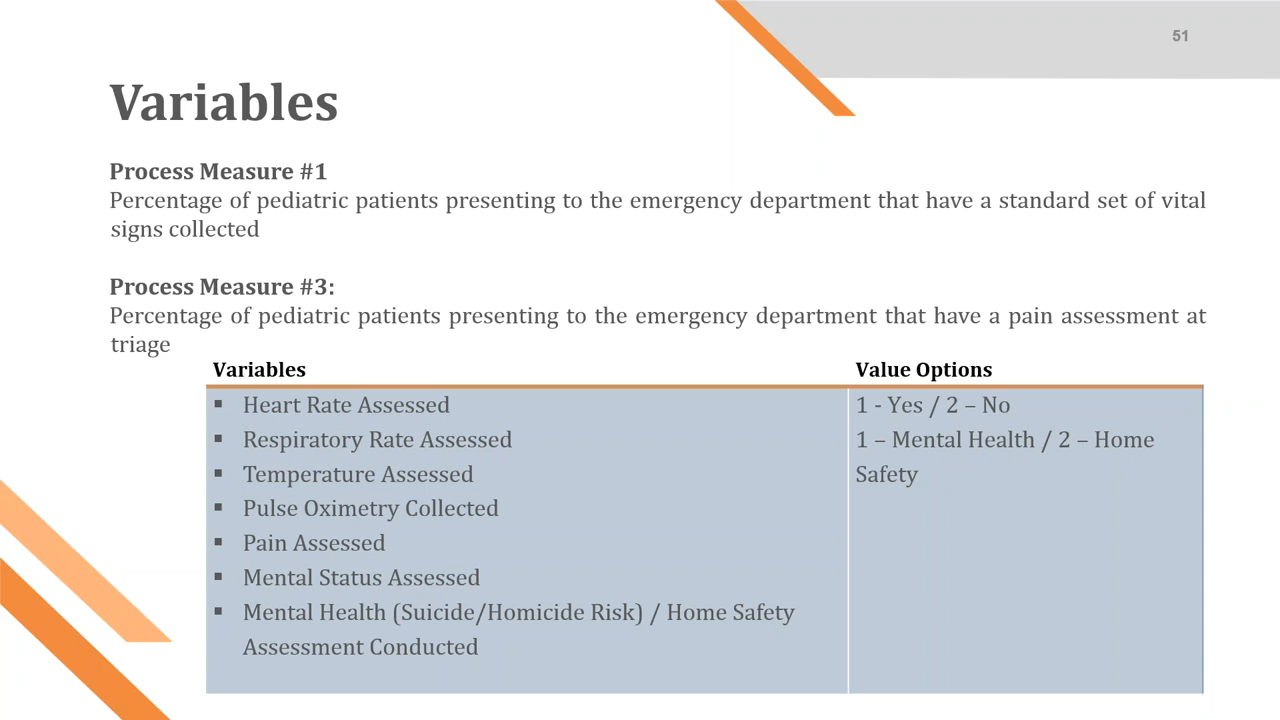 51
Variables
Process Measure #1
Percentage of pediatric patients presenting to the emergency department that have a standard set of vital
signs collected
Process Measure #3:
Percentage of pediatric patients presenting to the emergency department that have a pain assessment at
triage
Variables
Value Options
▪ Heart Rate Assessed
▪ Respiratory Rate Assessed
▪ Temperature Assessed
▪ Pulse Oximetry Collected
▪ Pain Assessed
▪ Mental Status Assessed
▪ Mental Health (Suicide/Homicide Risk) / Home Safety
Assessment Conducted
1 - Yes / 2 – No
1 – Mental Health / 2 – Home
Safety